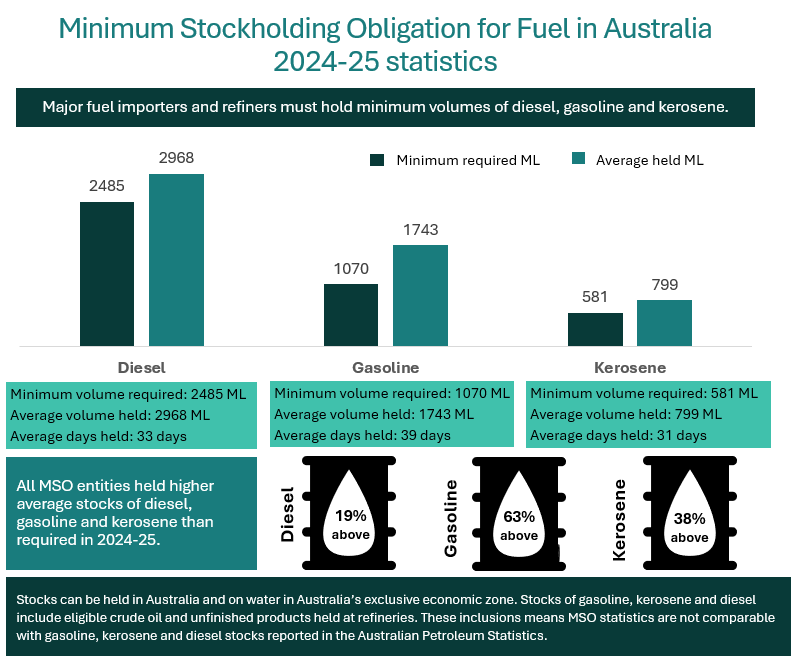 Minimum Stockholding Obligation for Fuel in Australia
2024-25 statistics
Major fuel importers and refiners must hold minimum volumes of diesel, gasoline and kerosene.
Minimum required ML
Average held ML
2485
2968
1070
1743
581
799
Diesel
Gasoline
Kerosene
Minimum volume required: 2485 ML
Average volume held: 2968 ML
Average days held: 33 days
Minimum volume required: 1070 ML
Average volume held: 1743 ML
Average days held: 39 days
Minimum volume required: 581 ML
Average volume held: 799 ML
Average days held: 31 days
All MSO entities held higher
average stocks of diesel,
gasoline and kerosene than
required in 2024-25.
Diesel
19%
above
Gasoline
63%
above
Kerosene
38%
above
Stocks can be held in Australia and on water in Australia’s exclusive economic zone. Stocks of gasoline, kerosene and diesel
include eligible crude oil and unfinished products held at refineries. These inclusions means MSO statistics are not comparable
with gasoline, kerosene and diesel stocks reported in the Australian Petroleum Statistics.